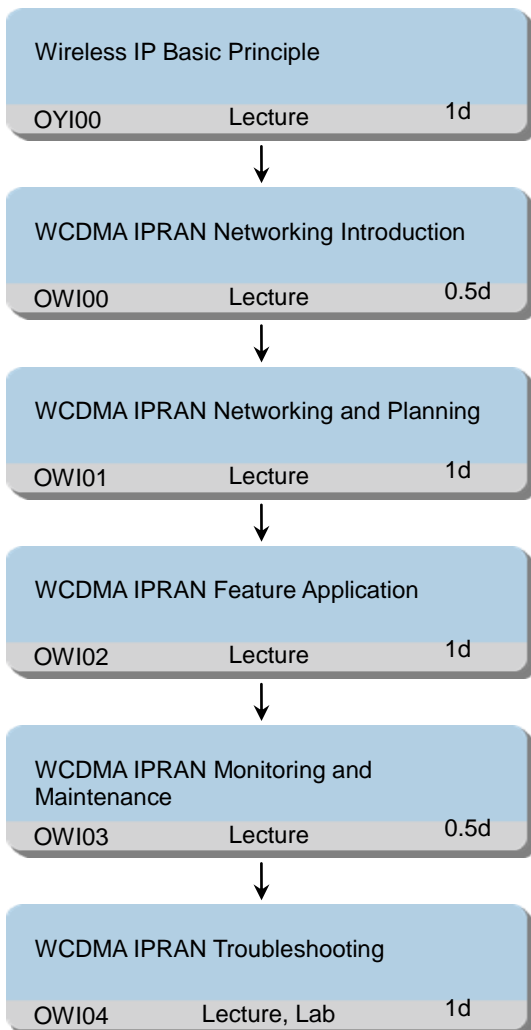 Wireless IP Basic Principle
OYI00 Lecture 1d
WCDMA IPRAN Networking Introduction
OWI00 Lecture 0.5d
WCDMA IPRAN Networking and Planning
OWI01 Lecture 1d
WCDMA IPRAN Feature Application
OWI02 Lecture 1d
WCDMA IPRAN Monitoring and
Maintenance
OWI03 Lecture 0.5d
WCDMA IPRAN Troubleshooting
OWI04 Lecture, Lab 1d